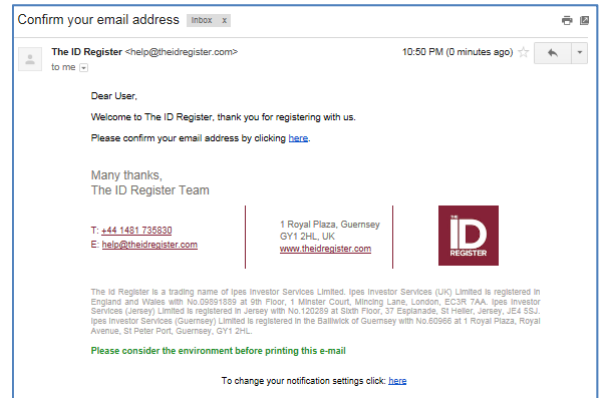 Confirm your email address Inbox x
The ID Register <help@theidregister.com> 10:50 PM (0 minutes ago)
to me
Dear User,
Welcome to The ID Register, thank you for registering with us.
Please confirm your email address by clicking here.
Many thanks,
The ID Register Team
T: +44 1481 735830
E: help@theidregister.com
1 Royal Plaza, Guernsey
GY1 2HL, UK
www.theidregister.com
THE
ID
REGISTER
The Id Register is a trading name of Ipes Investor Services Limited. Ipes Investor Services (UK) Limited is registered in
England and Wales with No.09891889 at 9th Floor, 1 Minster Court, Mincing Lane, London, EC3R 7AA. Ipes Investor
Services (Jersey) Limited is registered in Jersey with No.120289 at Sixth Floor, 37 Esplanade, St Helier, Jersey, JE4 5SJ.
Ipes Investor Services (Guernsey) Limited is registered in the Bailiwick of Guernsey with No.60966 at 1 Royal Plaza, Royal
Avenue, St Peter Port, Guernsey, GY1 2HL.
Please consider the environment before printing this e-mail
To change your notification settings click: here